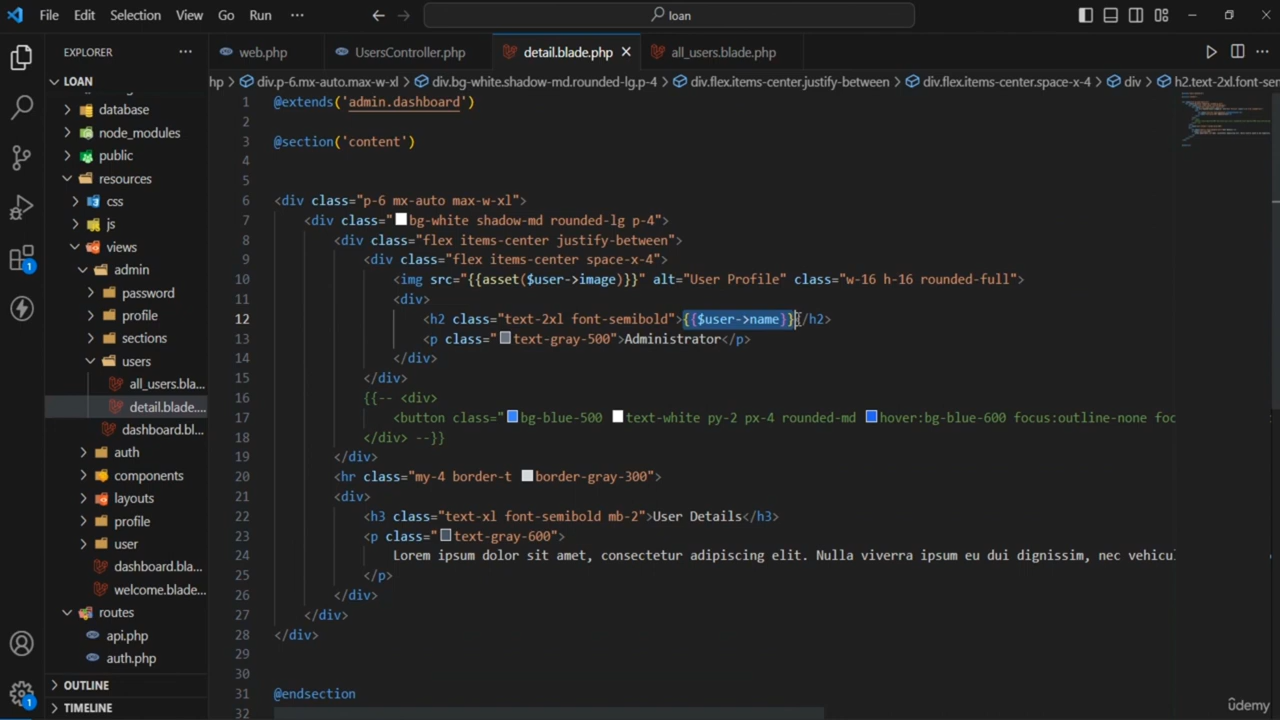 File Edit Selection View Go Run ··· loan
EXPLORER ···
web.php UsersController.php detail.blade.php all_users.blade.php
LOAN
hp > div.p-6.mx-auto.max-w-xl > div.bg-white.shadow-md.rounded-lg.p-4 > div.flex.items-center.justify-between > div.flex.items-center.space-x-4 > div > h2.text-2xl.font-se
database
node_modules
public
resources
css
js
views
admin
password
profile
sections
users
all_users.bla...
detail.blade....
dashboard.bl...
auth
components
layouts
profile
user
dashboard.bla...
welcome.blade...
routes
api.php
auth.php
OUTLINE
TIMELINE
1 @extends('admin.dashboard')
2
3 @section('content')
4
5
6 <div class="p-6 mx-auto max-w-xl">
7 <div class="bg-white shadow-md rounded-lg p-4">
8 <div class="flex items-center justify-between">
9 <div class="flex items-center space-x-4">
10 <img src="{{asset($user->image)}}" alt="User Profile" class="w-16 h-16 rounded-full">
11 <div>
12 <h2 class="text-2xl font-semibold">{{$user->name}}</h2>
13 <p class="text-gray-500">Administrator</p>
14 </div>
15 </div>
16 {{-- <div>
17 <button class="bg-blue-500 text-white py-2 px-4 rounded-md hover:bg-blue-600 focus:outline-none foc
18 </div> --}}
19 </div>
20 <hr class="my-4 border-t border-gray-300">
21 <div>
22 <h3 class="text-xl font-semibold mb-2">User Details</h3>
23 <p class="text-gray-600">
24 Lorem ipsum dolor sit amet, consectetur adipiscing elit. Nulla viverra ipsum eu dui dignissim, nec vehicul
25 </p>
26 </div>
27 </div>
28 </div>
29
30
31 @endsection
32
1
1
ûdemy